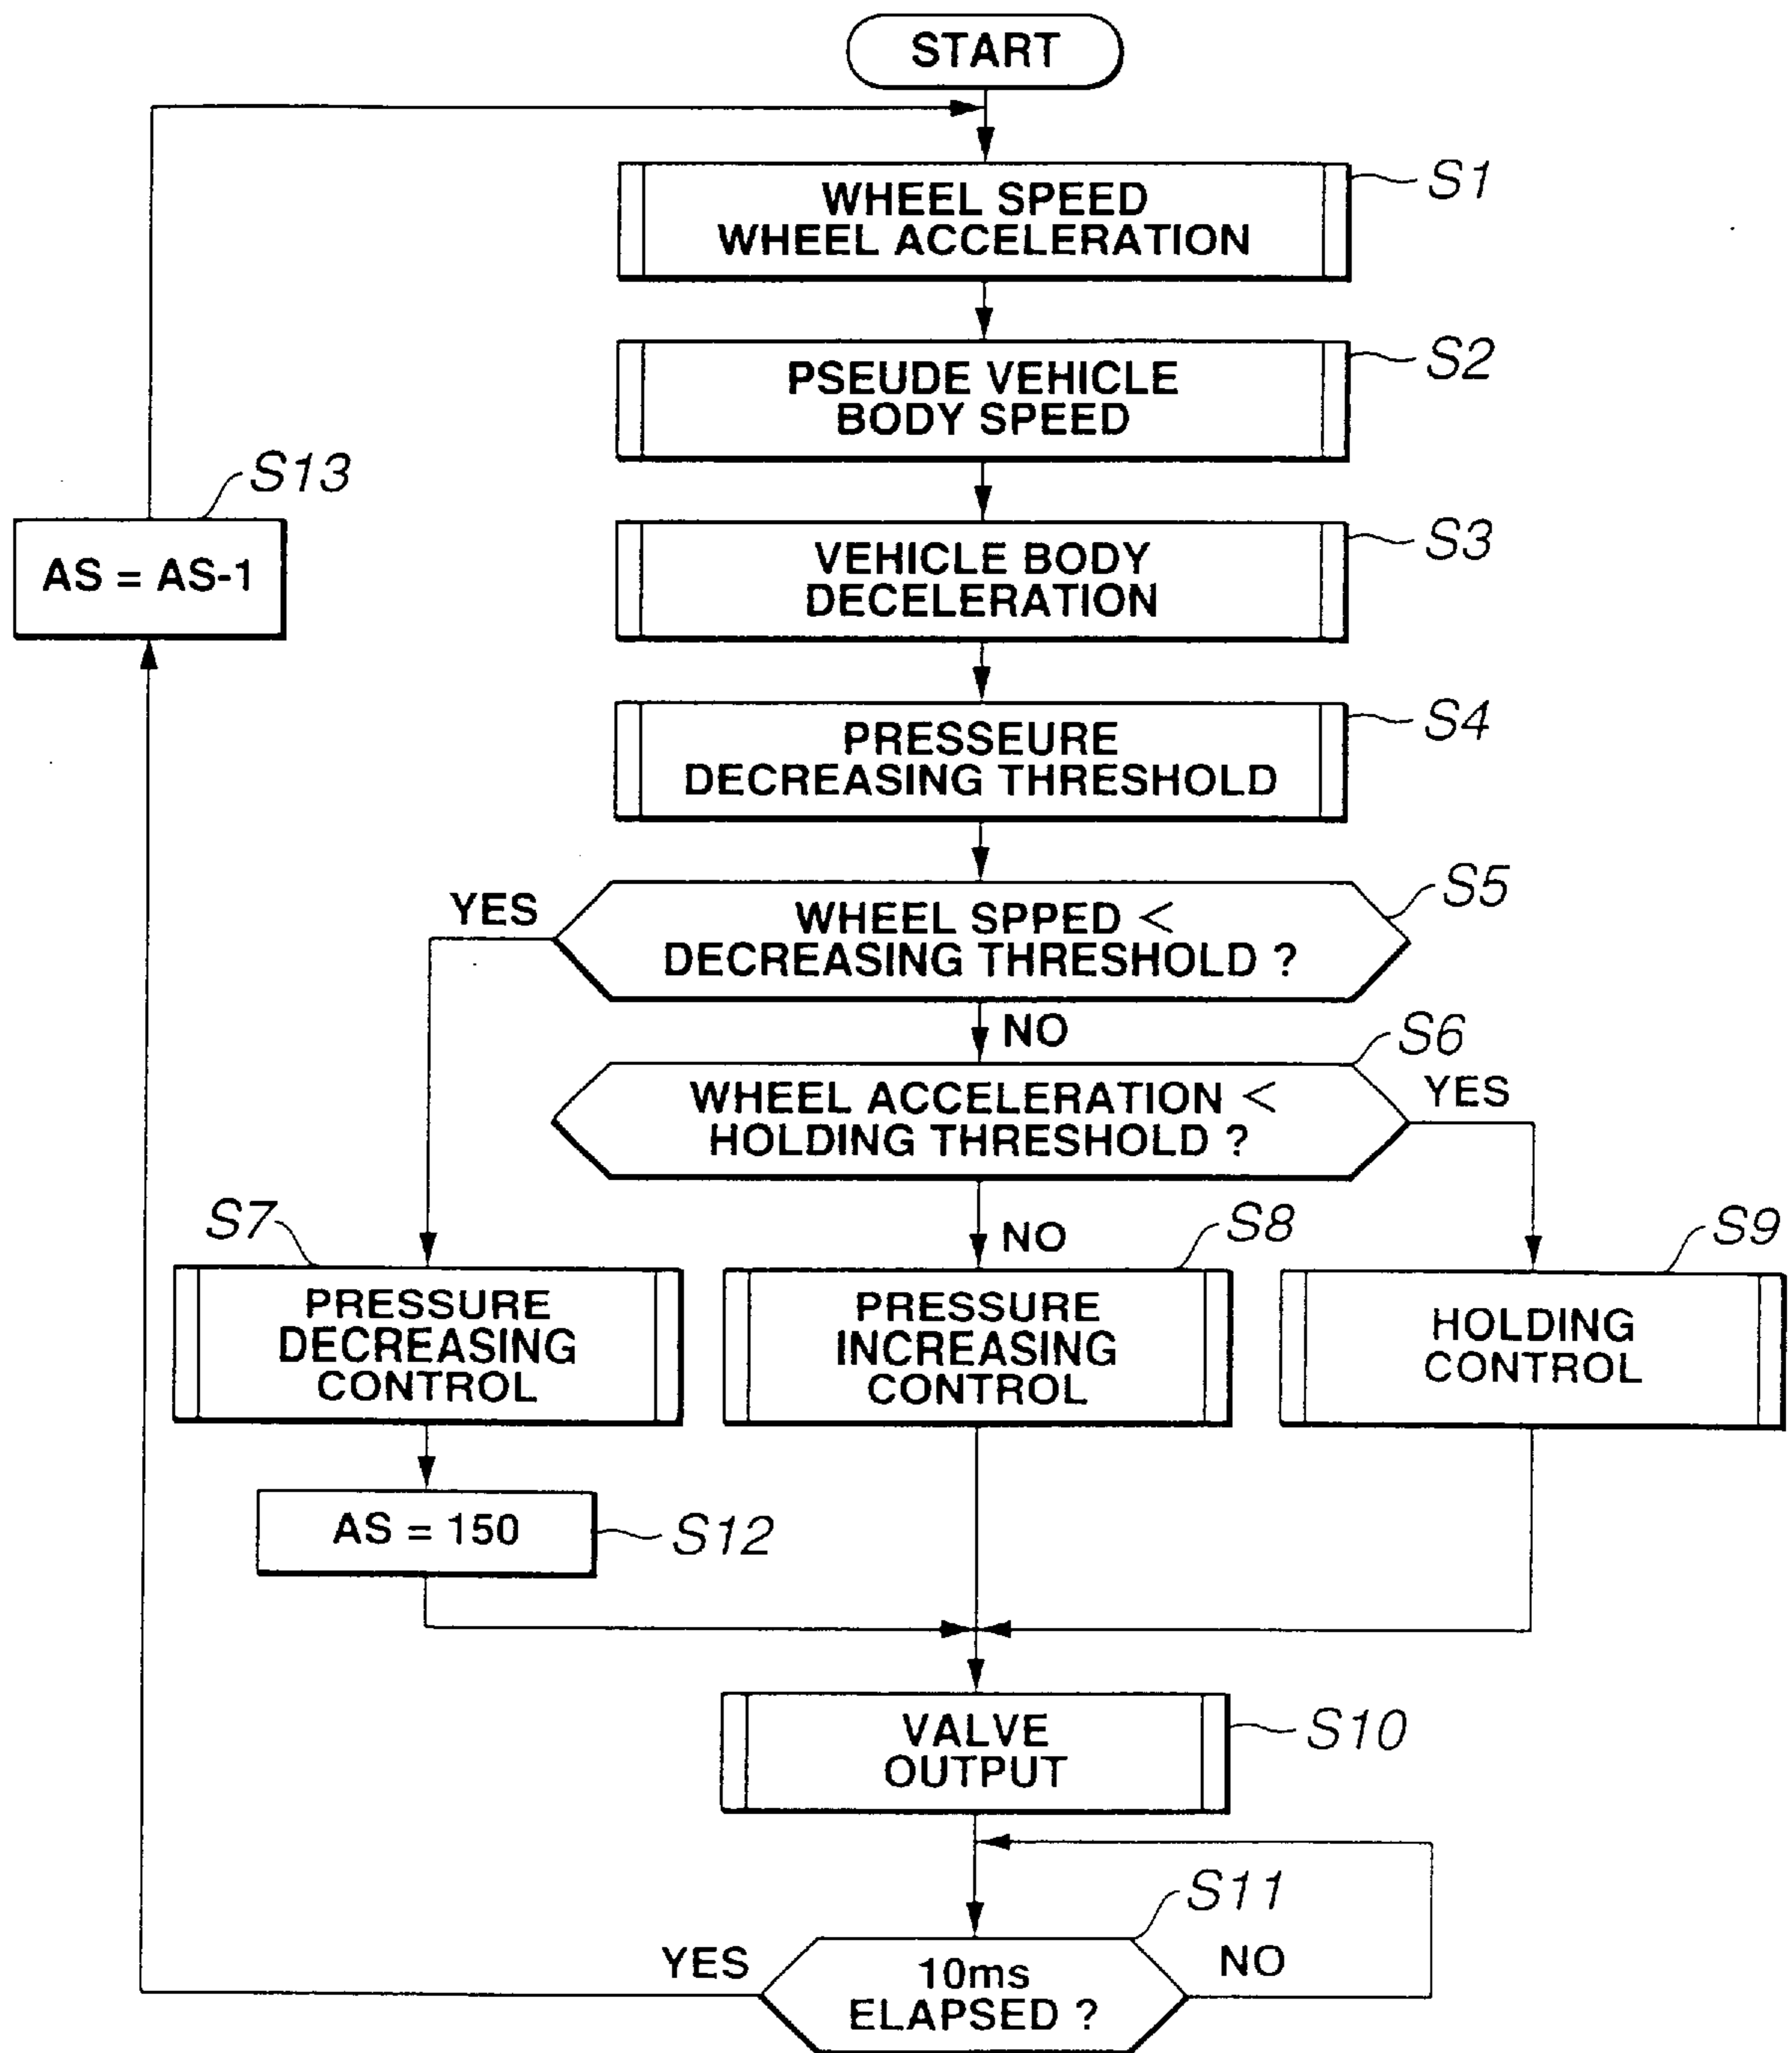 START
WHEEL SPEED
WHEEL ACCELERATION
S1
PSEUDE VEHICLE
BODY SPEED
S2
S13
AS = AS-1
VEHICLE BODY
DECELERATION
S3
PRESSEURE
DECREASING THRESHOLD
S4
YES
WHEEL SPPED <
DECREASING THRESHOLD ?
S5
NO
S6
WHEEL ACCELERATION <
HOLDING THRESHOLD ?
YES
S7
NO
S8
S9
PRESSURE
DECREASING
CONTROL
PRESSURE
INCREASING
CONTROL
HOLDING
CONTROL
AS = 150
S12
VALVE
OUTPUT
S10
S11
YES
10ms
ELAPSED ?
NO